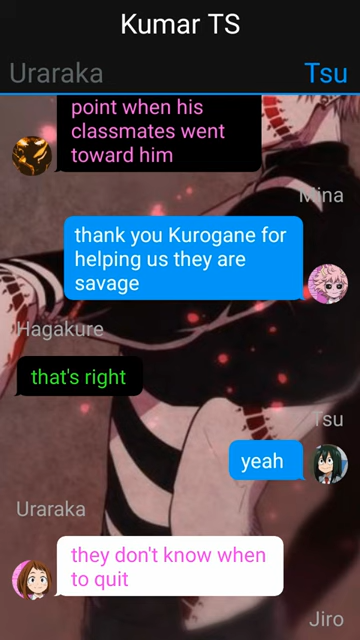 Kumar TS
Uraraka
Tsu
point when his
classmates went
toward him
Mina
thank you Kurogane for
helping us they are
savage
Hagakure
that's right
Tsu
yeah
Uraraka
they don't know when
to quit
Jiro